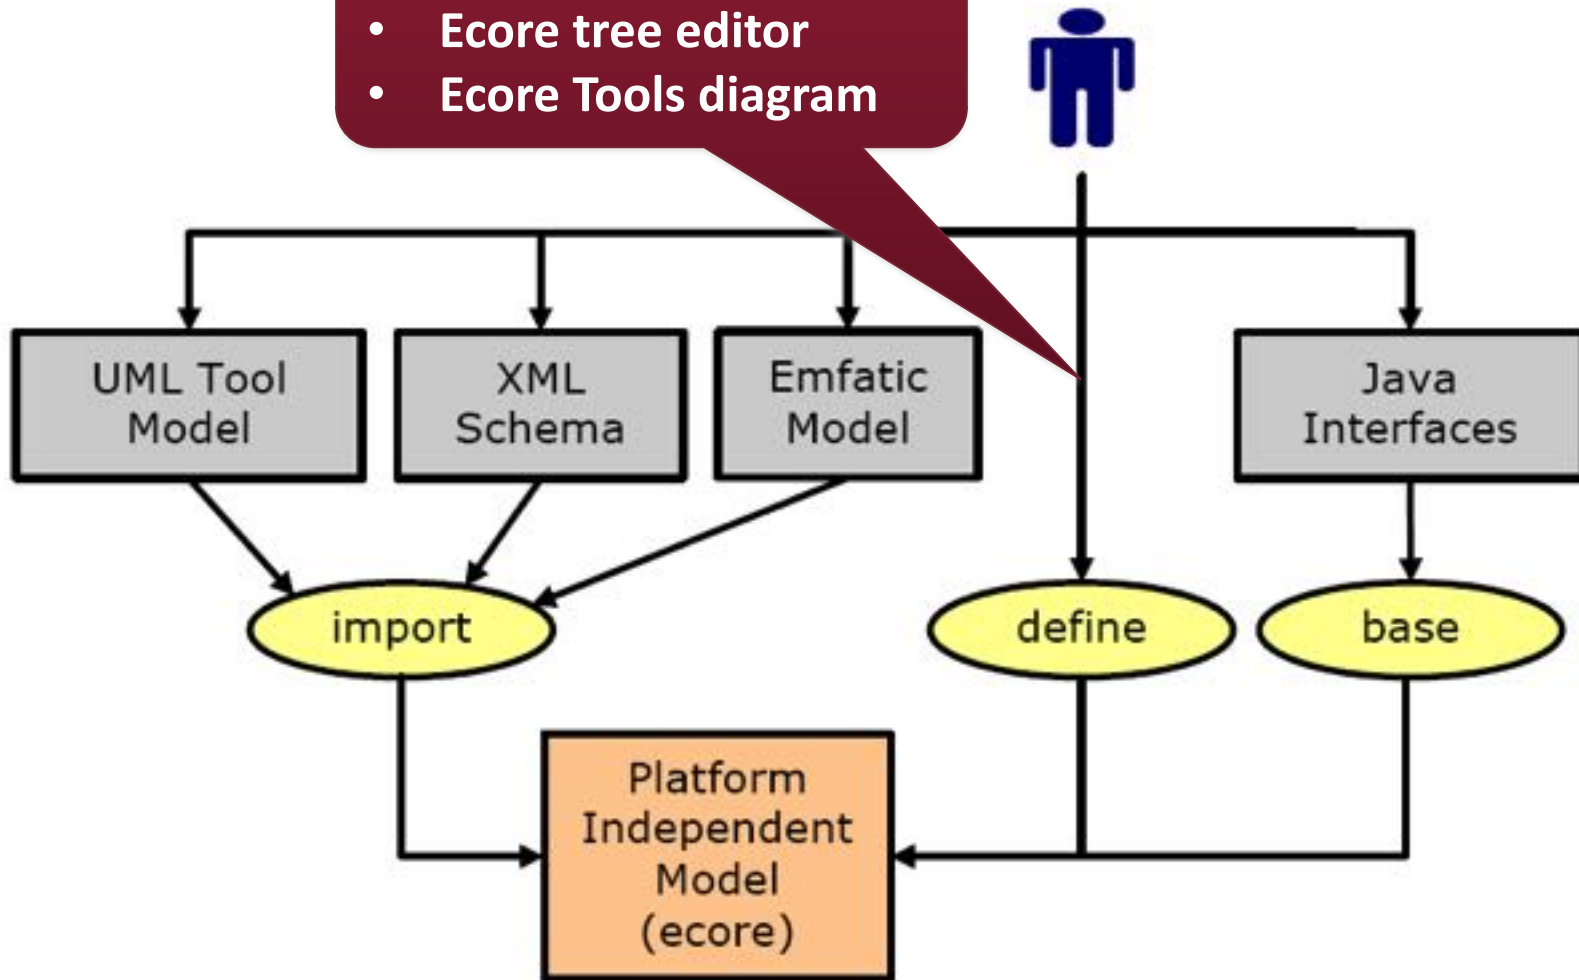 • Ecore tree editor
• Ecore Tools diagram
UML Tool
Model
XML
Schema
Emfatic
Model
Java
Interfaces
import
define
base
Platform
Independent
Model
(ecore)